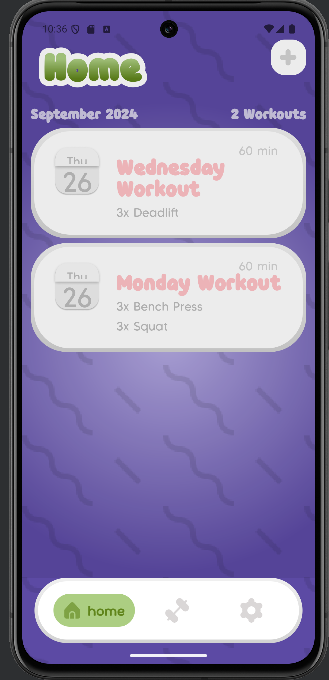 10:36
Home
September 2024 2 Workouts
60 min
Thu
26
Wednesday
Workout
3x Deadlift
60 min
Thu
26
Monday Workout
3x Bench Press
3x Squat
home